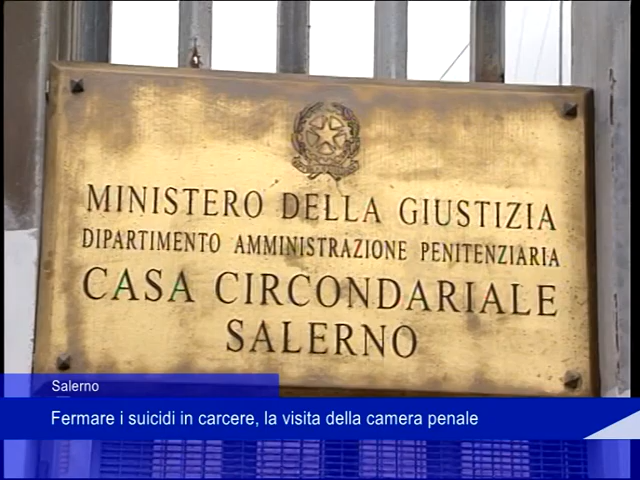 MINISTERO DELLA GIUSTIZIA
DIPARTIMENTO AMMINISTRAZIONE PENITENZIARIA
CASA CIRCONDARIALE
SALERNO
Salerno
Fermare i suicidi in carcere, la visita della camera penale